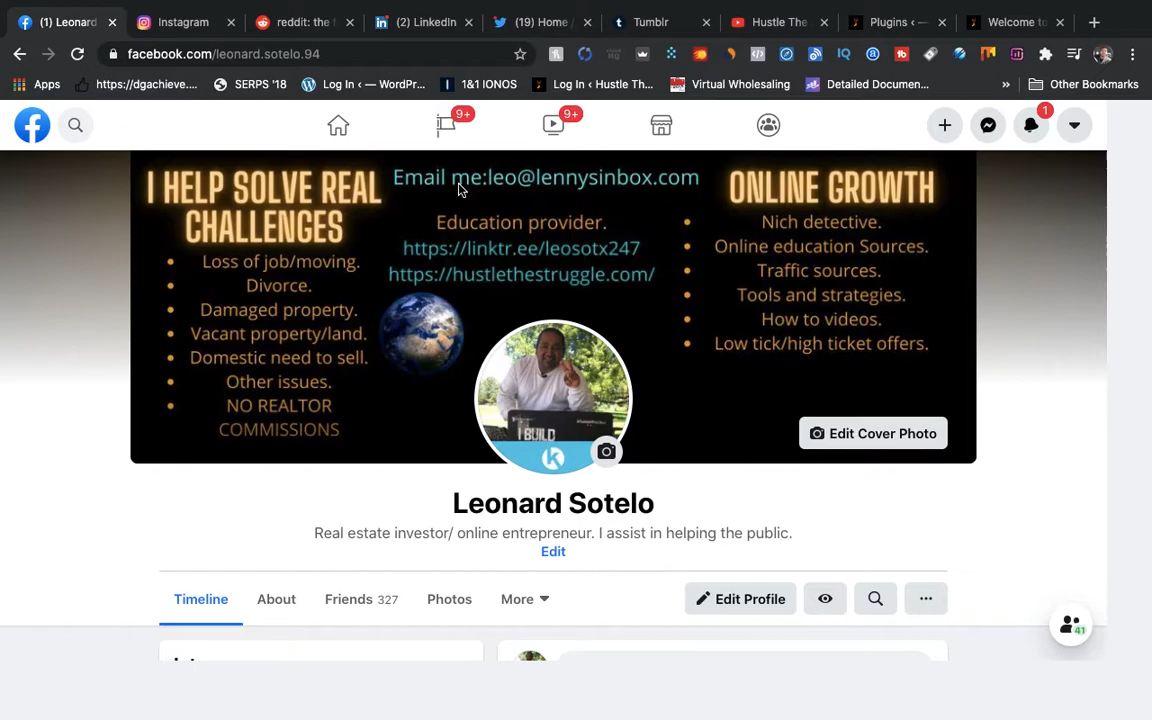 (1) Leonard
Instagram
reddit: the f
(2) LinkedIn
(19) Home /
Tumblr
Hustle The
Plugins ‹ —
Welcome to
facebook.com/leonard.sotelo.94
Apps
https://dgachieve....
SERPS '18
Log In ‹ — WordPr...
1&1 IONOS
Log In ‹ Hustle Th...
Virtual Wholesaling
Detailed Documen...
»
Other Bookmarks
9+
9+
1
I HELP SOLVE REAL
CHALLENGES
Loss of job/moving.
Divorce.
Damaged property.
Vacant property/land.
Domestic need to sell.
Other issues.
NO REALTOR
COMMISSIONS
Email me:leo@lennysinbox.com
Education provider.
https://linktr.ee/leosotx247
https://hustlethestruggle.com/
ONLINE GROWTH
Nich detective.
Online education Sources.
Traffic sources.
Tools and strategies.
How to videos.
Low tick/high ticket offers.
I BUILD
K
Edit Cover Photo
Leonard Sotelo
Real estate investor/ online entrepreneur. I assist in helping the public.
Edit
Timeline
About
Friends 327
Photos
More
Edit Profile
41